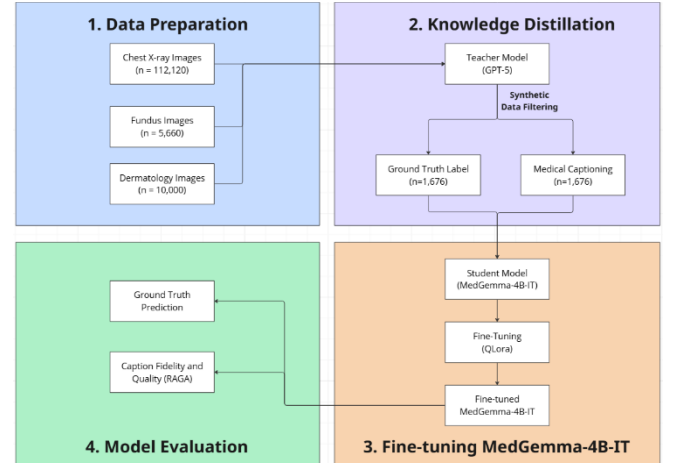 1. Data Preparation
Chest X-ray Images
(n = 112,120)
Fundus Images
(n = 5,660)
Dermatology Images
(n = 10,000)
2. Knowledge Distillation
Teacher Model
(GPT-5)
Synthetic
Data Filtering
Ground Truth Label
(n=1,676)
Medical Captioning
(n=1,676)
Student Model
(MedGemma-4B-IT)
Fine-Tuning
(QLora)
Fine-tuned
MedGemma-4B-IT
3. Fine-tuning MedGemma-4B-IT
Ground Truth
Prediction
Caption Fidelity and
Quality (RAGA)
4. Model Evaluation